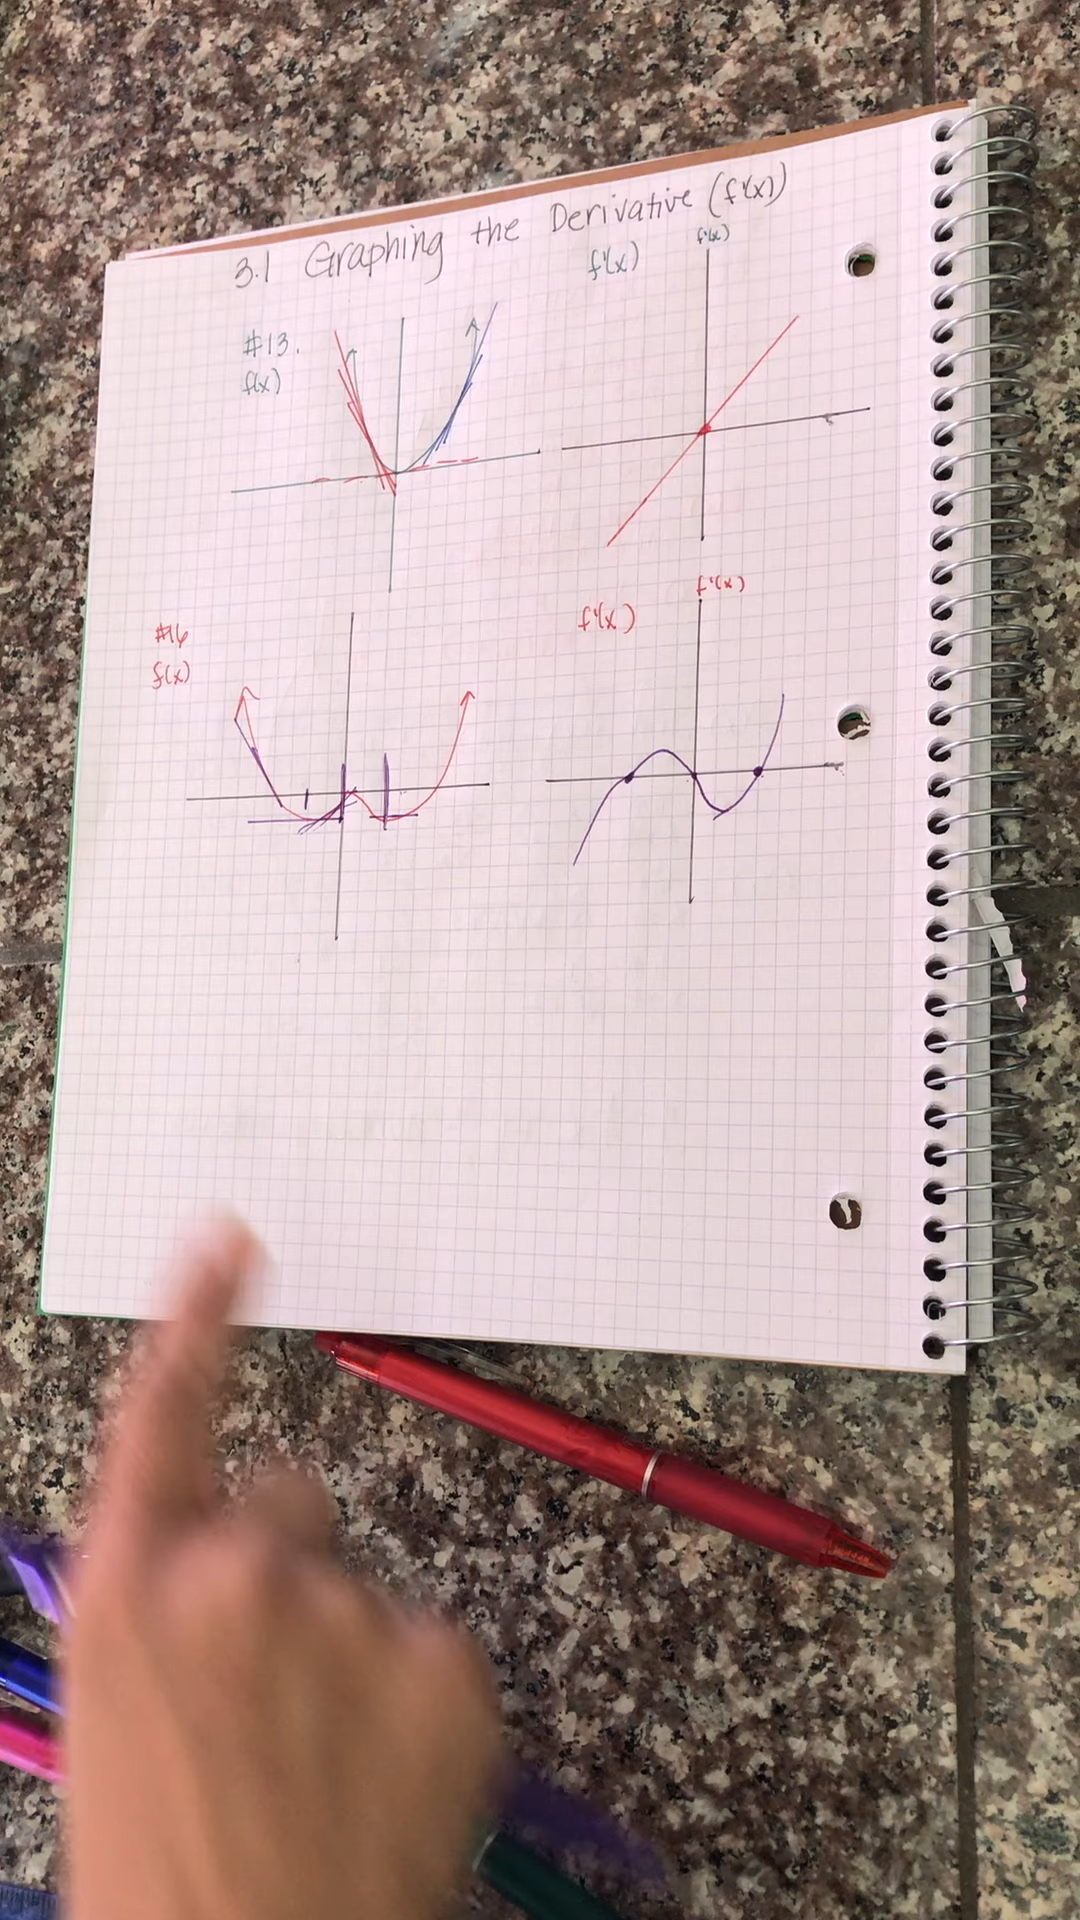 3.1 Graphing the Derivative (f'(x))
f'(x)
f'(x)
#13.
f(x)
f'(x)
f'(x)
#16
f(x)